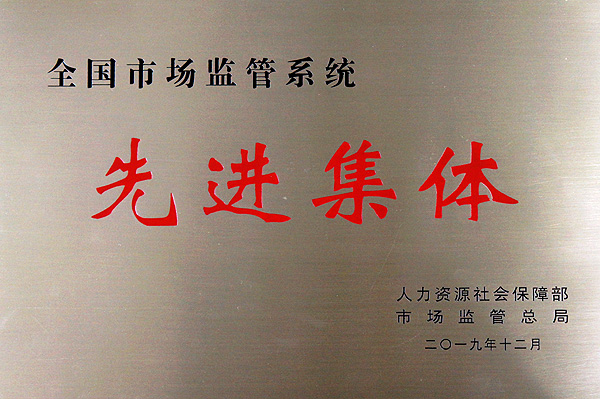 全国市场监管系统
先进集体
人力资源社会保障部
市场监管总局
二〇一九年十二月